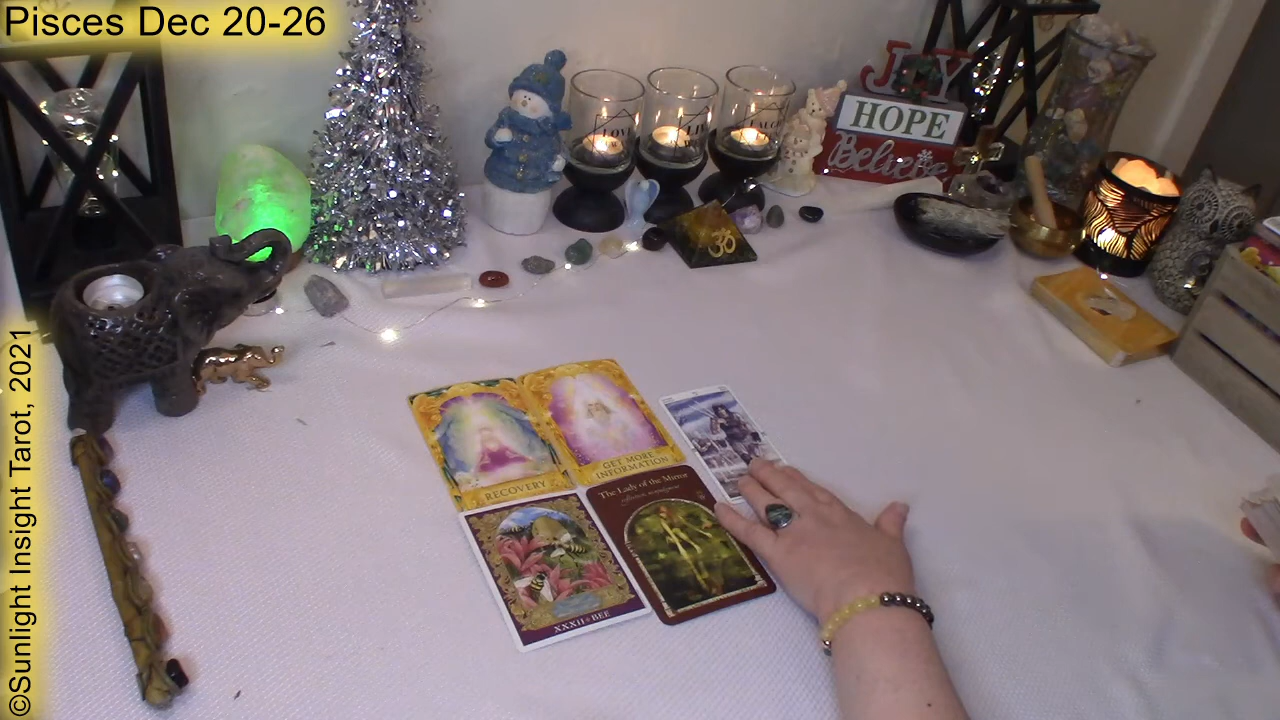 Pisces Dec 20-26
©Sunlight Insight Tarot, 2021
JOY
HOPE
Believe
LOVE
RECOVERY
GET MORE
INFORMATION
The Lady of the Mirror
XXXII BEE